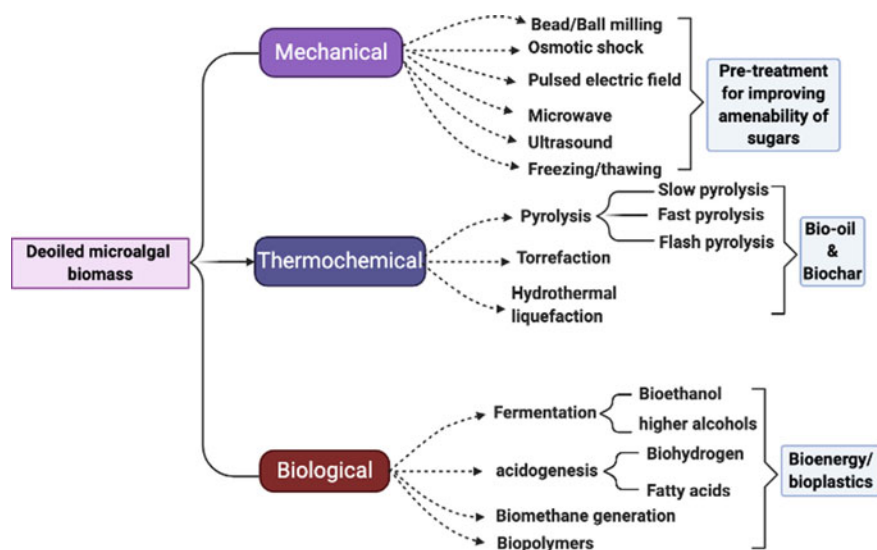 Mechanical
Bead/Ball milling
Osmotic shock
Pulsed electric field
Microwave
Ultrasound
Freezing/thawing
Pre-treatment
for improving
amenability of
sugars
Deoiled microalgal
biomass
Thermochemical
Pyrolysis
Slow pyrolysis
Fast pyrolysis
Flash pyrolysis
Torrefaction
Hydrothermal
liquefaction
Bio-oil
&
Biochar
Biological
Fermentation
Bioethanol
higher alcohols
acidogenesis
Biohydrogen
Fatty acids
Biomethane generation
Biopolymers
Bioenergy/
bioplastics